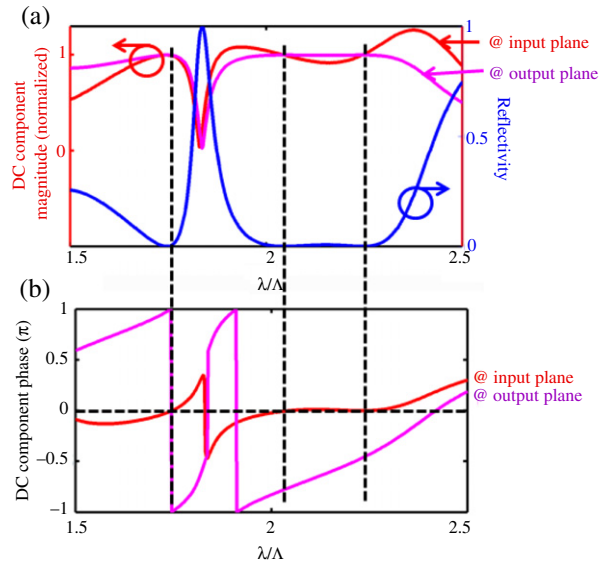 (a)
DC component
magnitude (normalized)
1
0
@ input plane
@ output plane
1
0.5
0
Reflectivity
1.5
2
2.5
λ/Λ
(b)
DC component phase (π)
1
0.5
0
−0.5
−1
@ input plane
@ output plane
1.5
2
2.5
λ/Λ